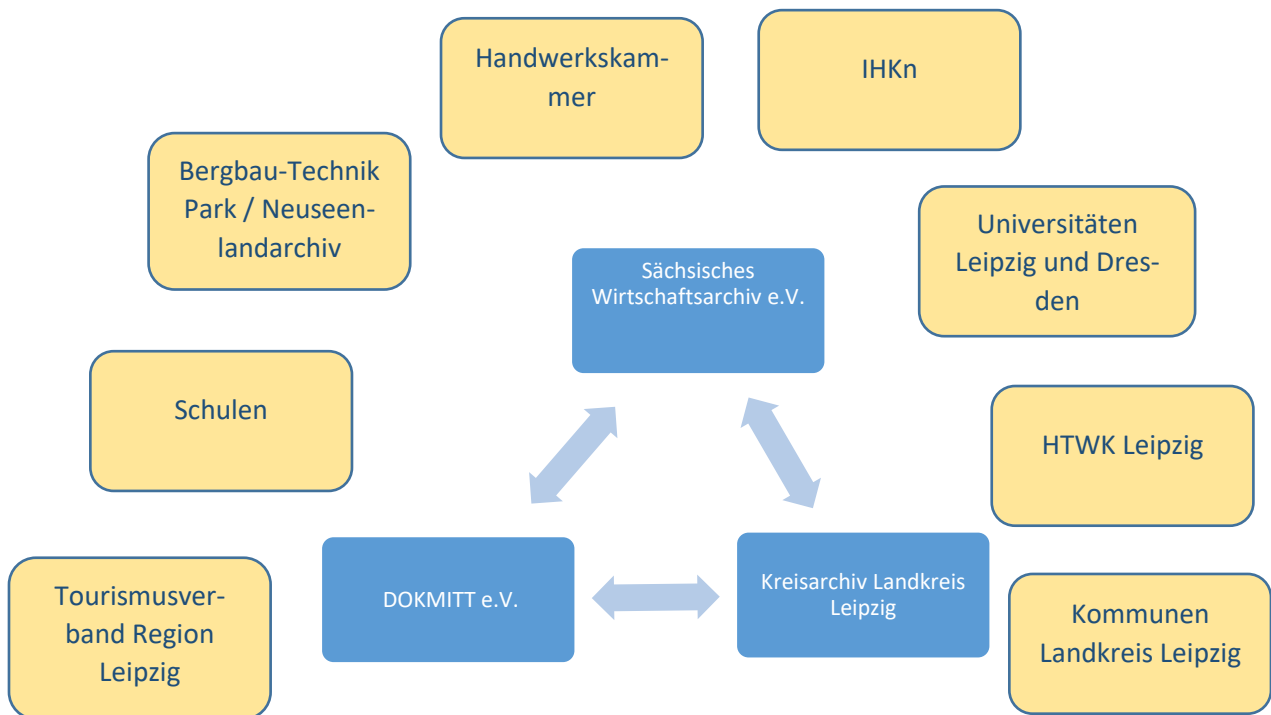 Handwerkskam-
mer
IHKn
Bergbau-Technik
Park / Neuseen-
landarchiv
Universitäten
Leipzig und Dres-
den
Sächsisches
Wirtschaftsarchiv e.V.
Schulen
HTWK Leipzig
Tourismusver-
band Region
Leipzig
DOKMITT e.V.
Kreisarchiv Landkreis
Leipzig
Kommunen
Landkreis Leipzig